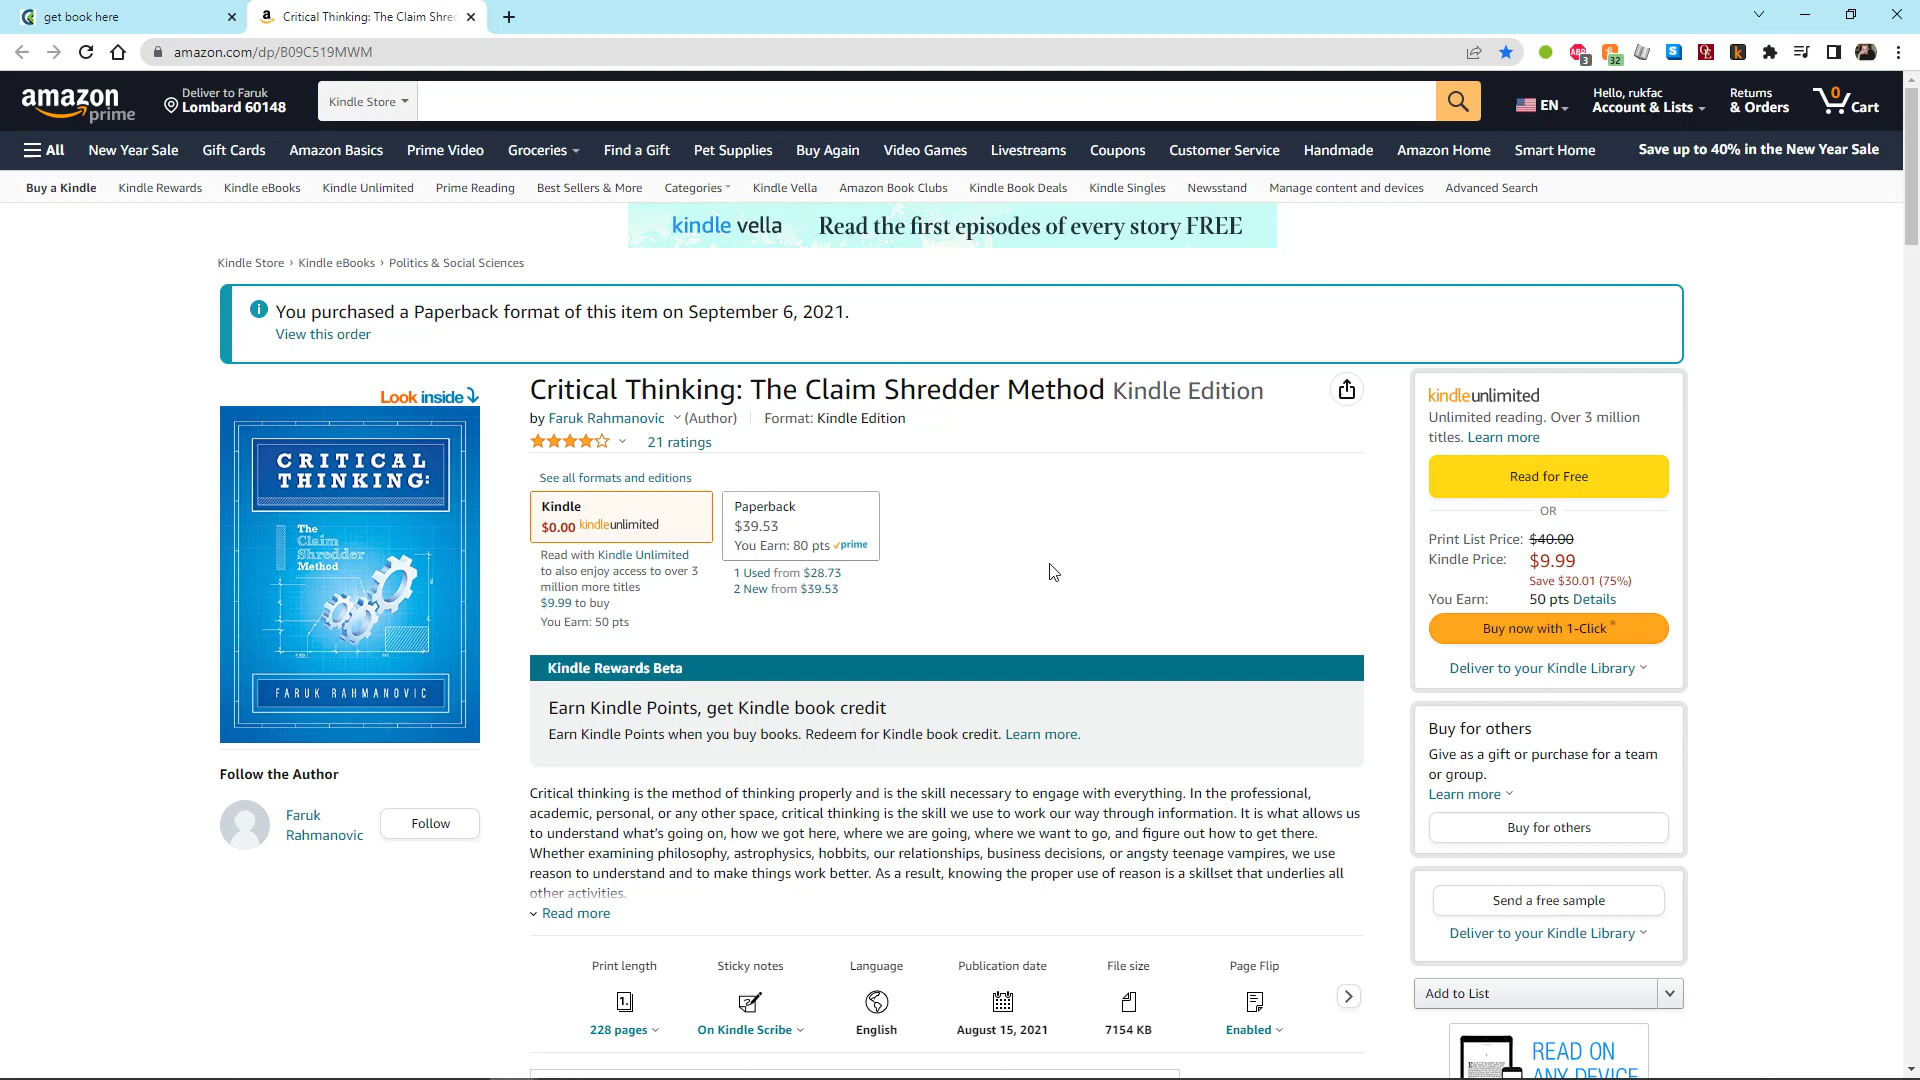 get book here
Critical Thinking: The Claim Shred
amazon.com/dp/B09C519MWM
3
32
amazon
prime
Deliver to Faruk
Lombard 60148
Kindle Store
EN
Hello, rukfac
Account & Lists
Returns
& Orders
0
Cart
All
New Year Sale
Gift Cards
Amazon Basics
Prime Video
Groceries
Find a Gift
Pet Supplies
Buy Again
Video Games
Livestreams
Coupons
Customer Service
Handmade
Amazon Home
Smart Home
Save up to 40% in the New Year Sale
Buy a Kindle
Kindle Rewards
Kindle eBooks
Kindle Unlimited
Prime Reading
Best Sellers & More
Categories
Kindle Vella
Amazon Book Clubs
Kindle Book Deals
Kindle Singles
Newsstand
Manage content and devices
Advanced Search
kindle vella Read the first episodes of every story FREE
Kindle Store › Kindle eBooks › Politics & Social Sciences
You purchased a Paperback format of this item on September 6, 2021.
View this order
Look inside
CRITICAL
THINKING:
The
Claim
Shredder
Method
FARUK RAHMANOVIC
Follow the Author
Faruk
Rahmanovic
Follow
Critical Thinking: The Claim Shredder Method Kindle Edition
by Faruk Rahmanovic (Author) Format: Kindle Edition
21 ratings
See all formats and editions
Kindle
$0.00 kindleunlimited
Read with Kindle Unlimited
to also enjoy access to over 3
million more titles
$9.99 to buy
You Earn: 50 pts
Paperback
$39.53
You Earn: 80 pts prime
1 Used from $28.73
2 New from $39.53
Kindle Rewards Beta
Earn Kindle Points, get Kindle book credit
Earn Kindle Points when you buy books. Redeem for Kindle book credit. Learn more.
Critical thinking is the method of thinking properly and is the skill necessary to engage with everything. In the professional,
academic, personal, or any other space, critical thinking is the skill we use to work our way through information. It is what allows us
to understand what's going on, how we got here, where we are going, where we want to go, and figure out how to get there.
Whether examining philosophy, astrophysics, hobbits, our relationships, business decisions, or angsty teenage vampires, we use
reason to understand and to make things work better. As a result, knowing the proper use of reason is a skillset that underlies all
other activities.
Read more
Print length
1.
228 pages
Sticky notes
On Kindle Scribe
Language
English
Publication date
August 15, 2021
File size
7154 KB
Page Flip
Enabled
kindleunlimited
Unlimited reading. Over 3 million
titles. Learn more
Read for Free
OR
Print List Price: $40.00
Kindle Price: $9.99
Save $30.01 (75%)
You Earn: 50 pts Details
Buy now with 1-Click ®
Deliver to your Kindle Library
Buy for others
Give as a gift or purchase for a team
or group.
Learn more
Buy for others
Send a free sample
Deliver to your Kindle Library
Add to List
READ ON
ANY DEVICE